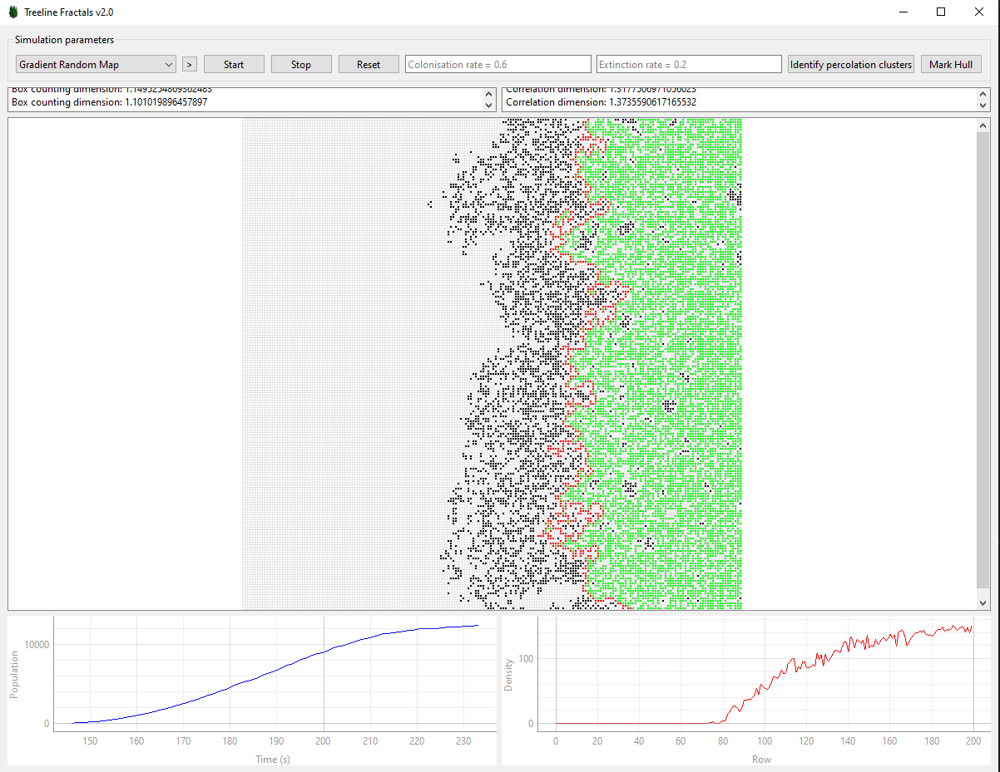 Treeline Fractals v2.0
Simulation parameters
Gradient Random Map > Start Stop Reset Colonisation rate = 0.6 Extinction rate = 0.2 Identify percolation clusters Mark Hull
Box counting dimension: 1.1495254869362483
Box counting dimension: 1.101019896457897
Correlation dimension: 1.3177506971056023
Correlation dimension: 1.3735590617165532
Population
10000
0
150 160 170 180 190 200 210 220 230
Time (s)
Density
100
0
0 20 40 60 80 100 120 140 160 180 200
Row